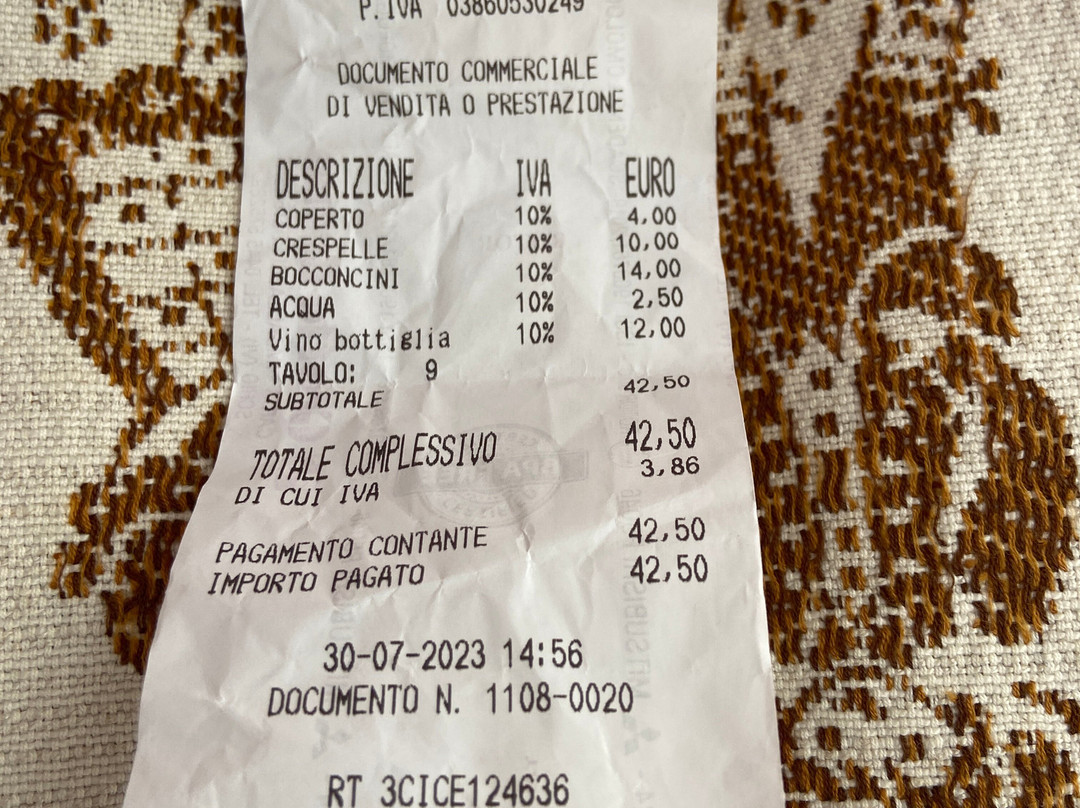 P.IVA 03860530249
DOCUMENTO COMMERCIALE
DI VENDITA O PRESTAZIONE
DESCRIZIONE IVA EURO
COPERTO 10% 4,00
CRESPELLE 10% 10,00
BOCCONCINI 10% 14,00
ACQUA 10% 2,50
Vino bottiglia 10% 12,00
TAVOLO: 9
SUBTOTALE 42,50
TOTALE COMPLESSIVO 42,50
DI CUI IVA 3,86
PAGAMENTO CONTANTE 42,50
IMPORTO PAGATO 42,50
30-07-2023 14:56
DOCUMENTO N. 1108-0020
RT 3CICE124636